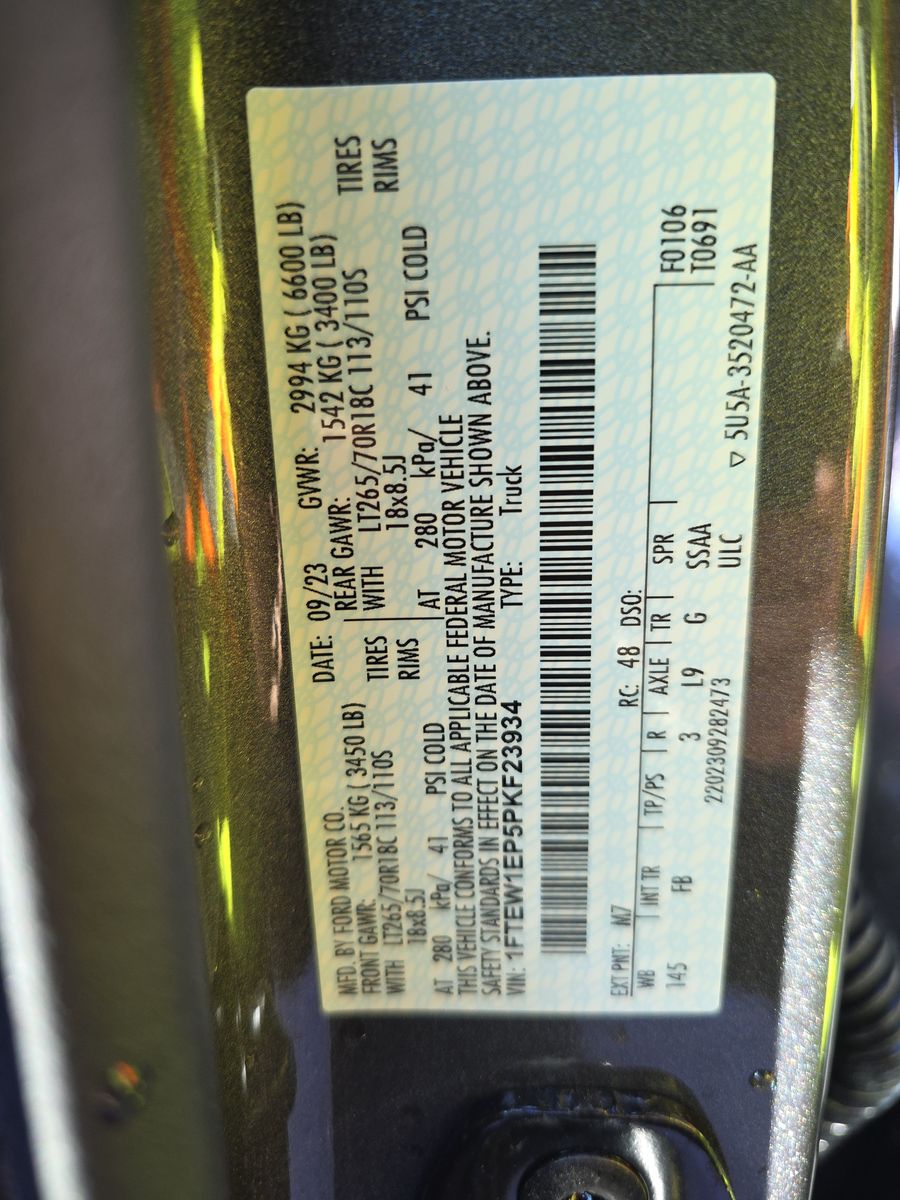 MFD. BY FORD MOTOR CO. DATE: 09/23 GVWR: 2994 KG ( 6600 LB)
FRONT GAWR: 1565 KG ( 3450 LB) REAR GAWR: 1542 KG ( 3400 LB)
WITH LT265/70R18C 113/110S TIRES WITH LT265/70R18C 113/110S TIRES
18x8.5J RIMS 18x8.5J RIMS
AT 280 kPa/ 41 PSI COLD AT 280 kPa/ 41 PSI COLD
THIS VEHICLE CONFORMS TO ALL APPLICABLE FEDERAL MOTOR VEHICLE
SAFETY STANDARDS IN EFFECT ON THE DATE OF MANUFACTURE SHOWN ABOVE.
VIN: 1FTEW1EP5PKF23934 TYPE: Truck
EXT PNT: M7 RC: 48 DSO:
WB INT TR TP/PS R AXLE TR SPR F0106
145 FB 3 L9 G SSAA T0691
2202309282473 ULC
▽ 5U5A-3520472-AA